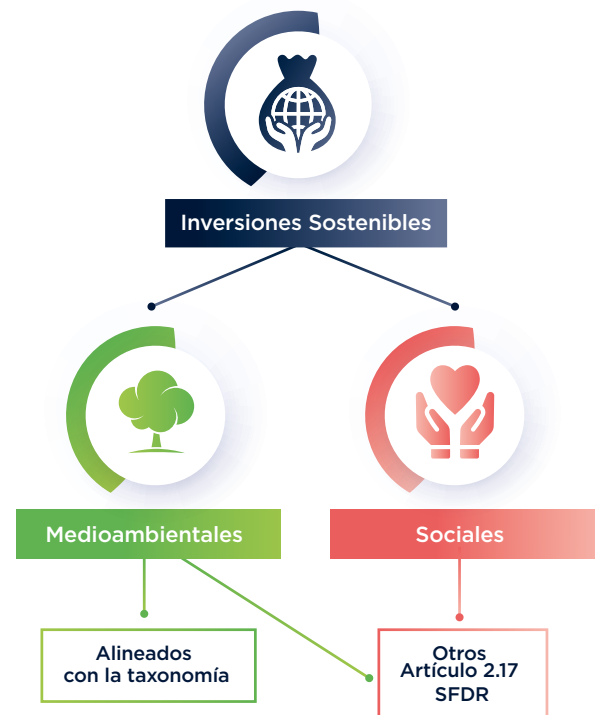 Inversiones Sostenibles
Medioambientales
Sociales
Alineados
con la taxonomía
Otros
Artículo 2.17
SFDR